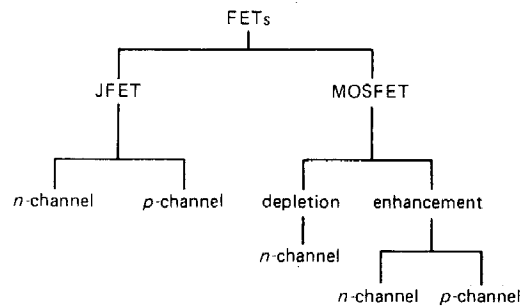 FETs
JFET MOSFET
n-channel p-channel depletion enhancement
n-channel
n-channel p-channel